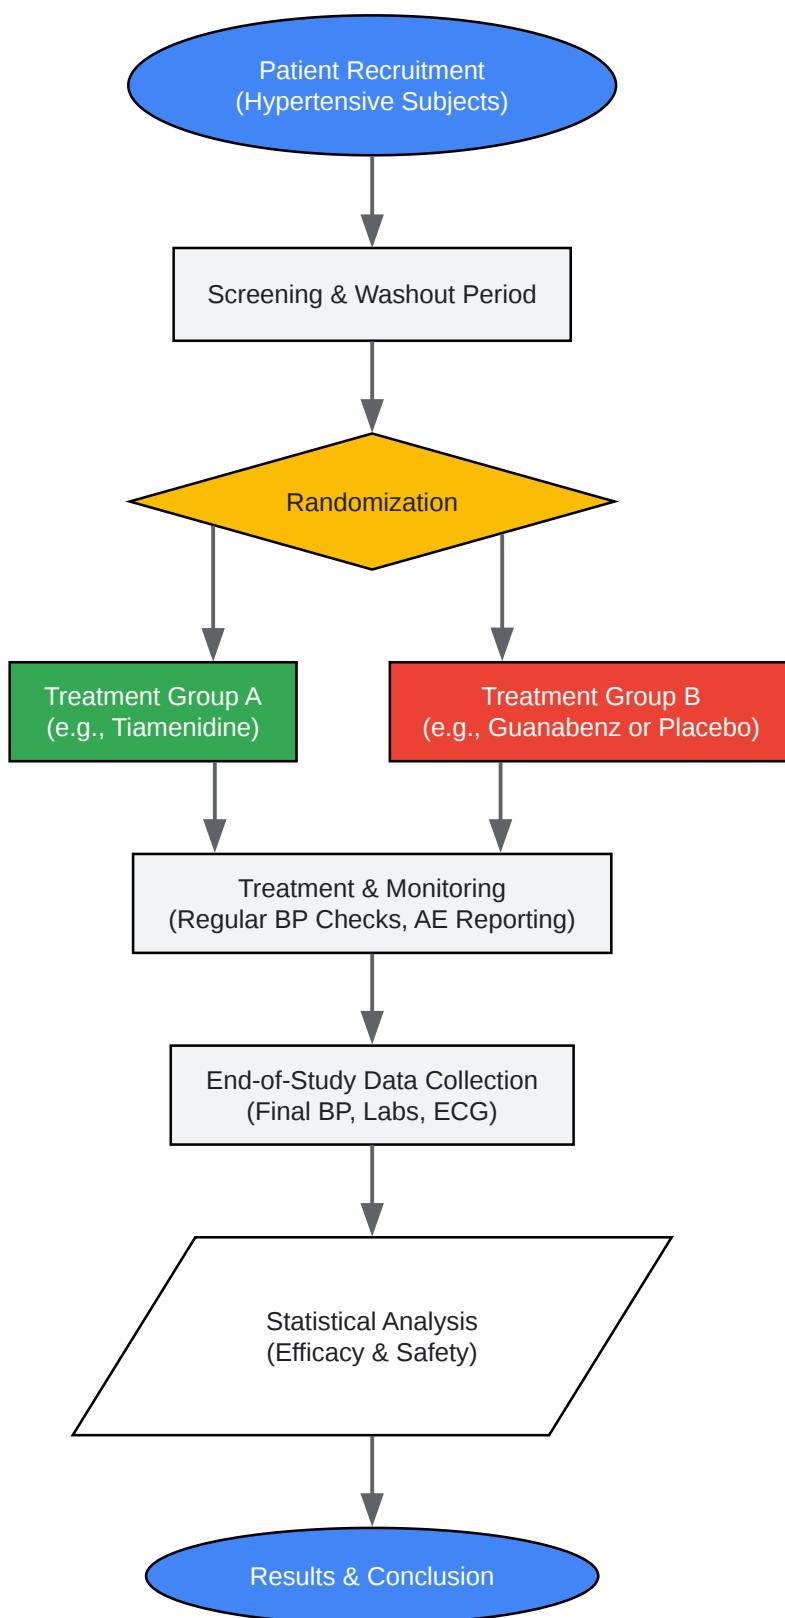 Patient Recruitment
(Hypertensive Subjects)
Screening & Washout Period
Randomization
Treatment Group A
(e.g., Tiamenidine)
Treatment Group B
(e.g., Guanabenz or Placebo)
Treatment & Monitoring
(Regular BP Checks, AE Reporting)
End-of-Study Data Collection
(Final BP, Labs, ECG)
Statistical Analysis
(Efficacy & Safety)
Results & Conclusion